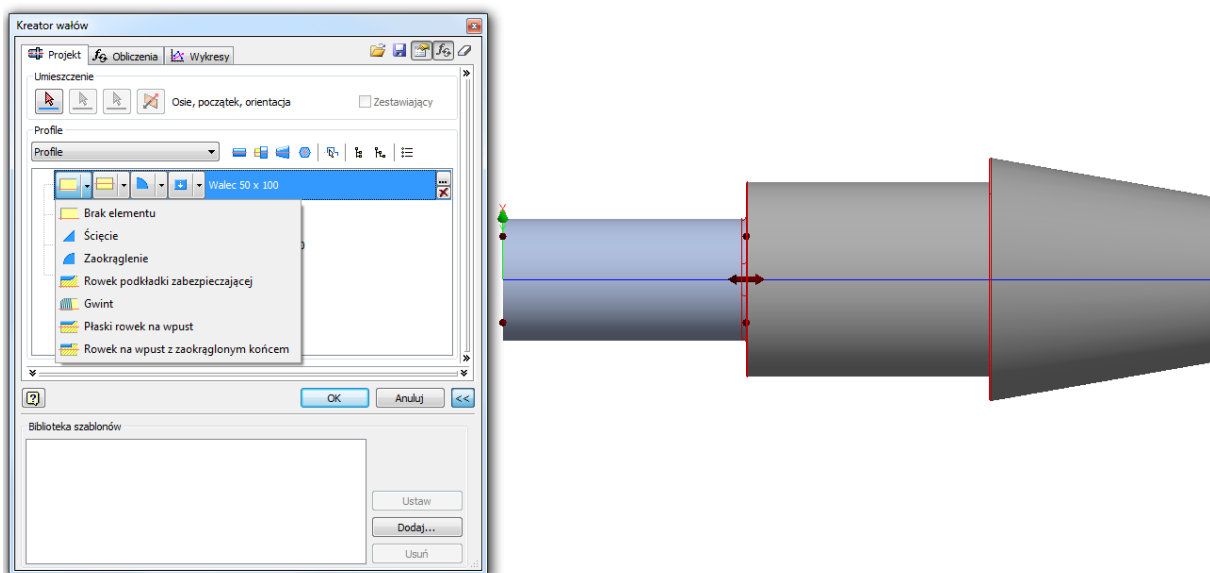 Kreator wałów
Projekt
Obliczenia
Wykresy
Umieszczenie
Osie, początek, orientacja
Zestawiający
Profile
Profile
Walec 50 x 100
Brak elementu
Ścięcie
Zaokrąglenie
Rowek podkładki zabezpieczającej
Gwint
Płaski rowek na wpust
Rowek na wpust z zaokrąglonym końcem
OK
Anuluj
<<
Biblioteka szablonów
Ustaw
Dodaj...
Usuń